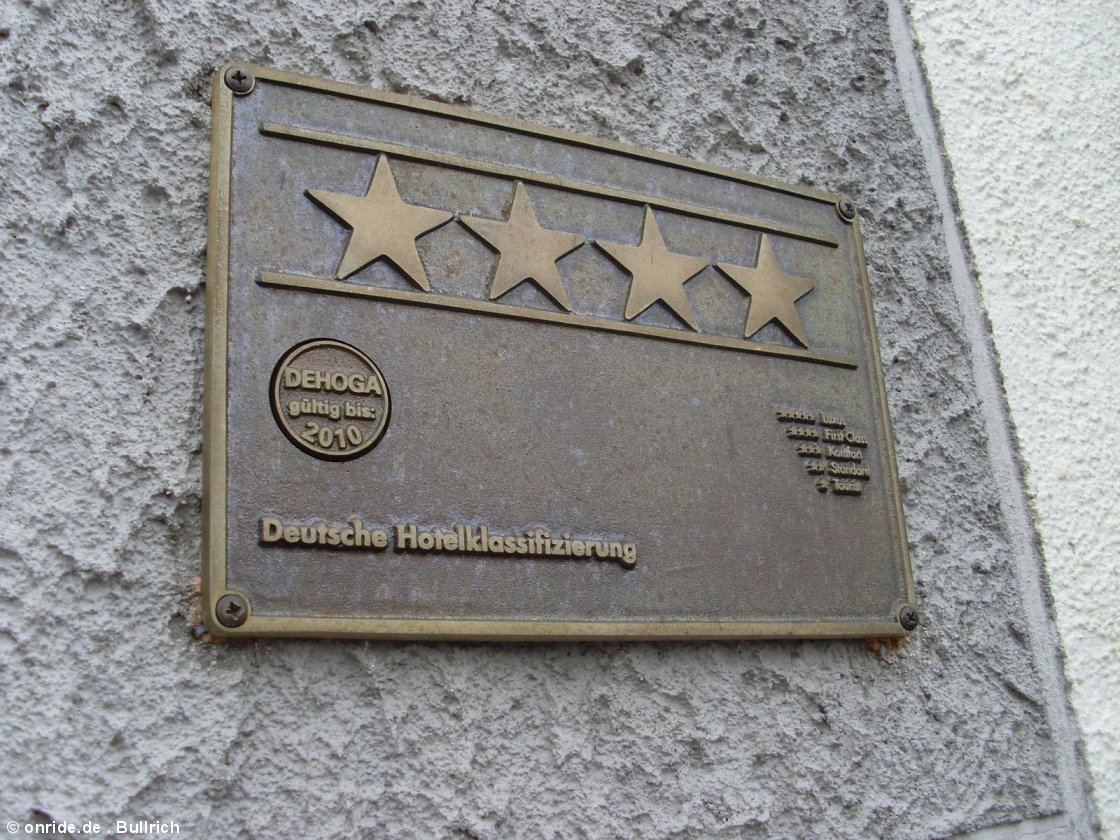 DEHOGA
gültig bis:
2010
Luxus
First Class
Komfort
Standard
Tourist
Deutsche Hotelklassifizierung
© onride.de . Bullrich